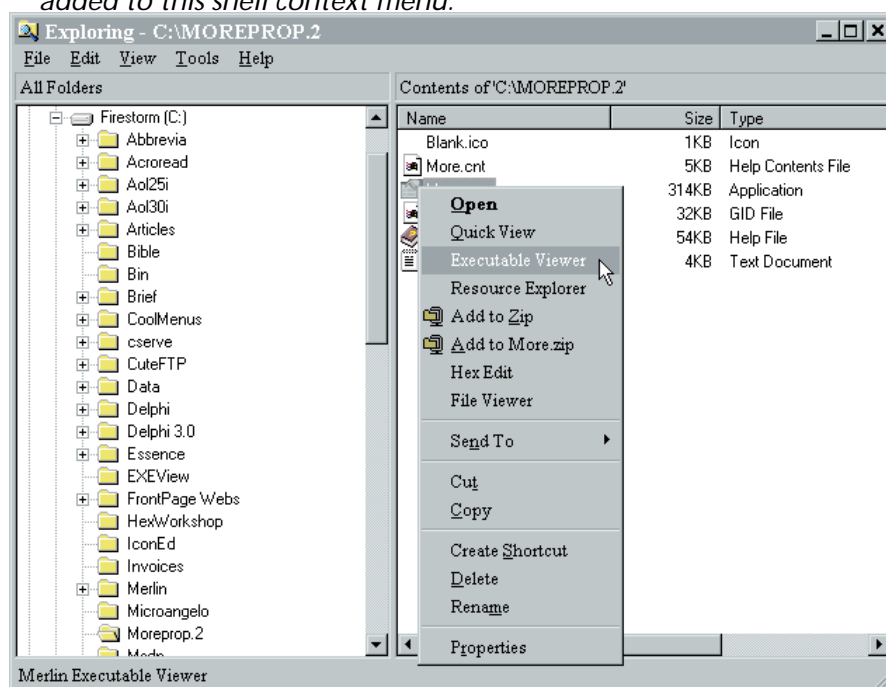 added to this shell context menu.
Exploring - C:\MOREPROP.2
File Edit View Tools Help
All Folders
Contents of 'C:\MOREPROP.2'
Firestorm (C:)
Abbrevia
Acroread
Aol25i
Aol30i
Articles
Bible
Bin
Brief
CoolMenus
cserve
CuteFTP
Data
Delphi
Delphi 3.0
Essence
EXEView
FrontPage Webs
HexWorkshop
IconEd
Invoices
Merlin
Microangelo
Moreprop.2
Name Size Type
Blank.ico 1KB Icon
More.cnt 5KB Help Contents File
314KB Application
32KB GID File
54KB Help File
4KB Text Document
Open
Quick View
Executable Viewer
Resource Explorer
Add to Zip
Add to More.zip
Hex Edit
File Viewer
Send To
Cut
Copy
Create Shortcut
Delete
Rename
Properties
Merlin Executable Viewer